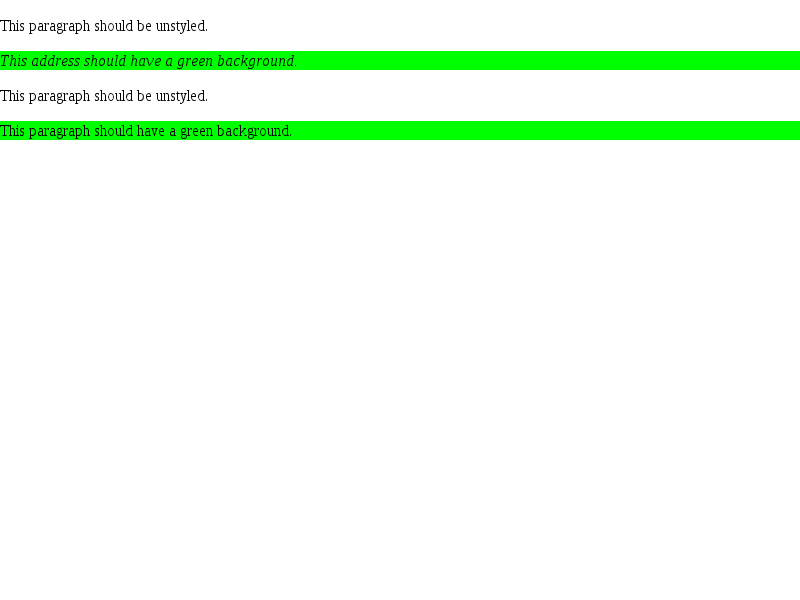 This paragraph should be unstyled.
This address should have a green background.
This paragraph should be unstyled.
This paragraph should have a green background.